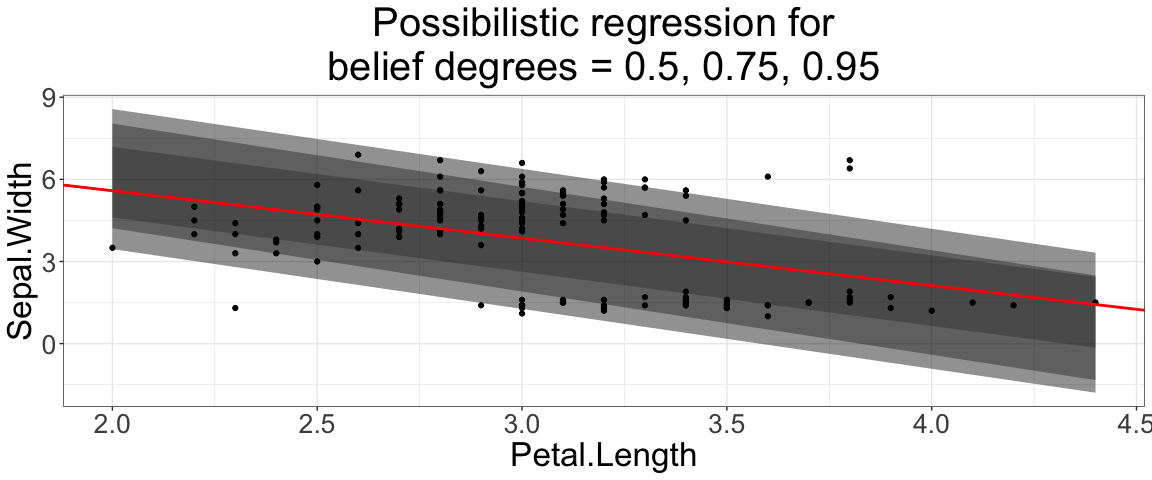 Possibilistic regression for
belief degrees = 0.5, 0.75, 0.95
9
6
3
0
Sepal.Width
2.0 2.5 3.0 3.5 4.0 4.5
Petal.Length